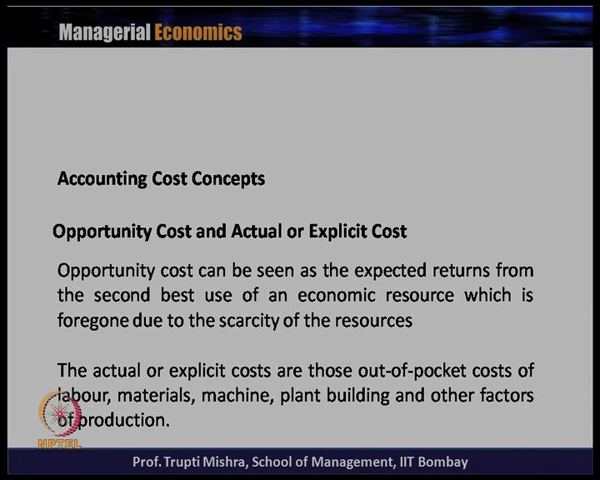 Managerial Economics
Accounting Cost Concepts
Opportunity Cost and Actual or Explicit Cost
Opportunity cost can be seen as the expected returns from
the second best use of an economic resource which is
foregone due to the scarcity of the resources
The actual or explicit costs are those out-of-pocket costs of
labour, materials, machine, plant building and other factors
of production.
NPTEL
Prof. Trupti Mishra, School of Management, IIT Bombay